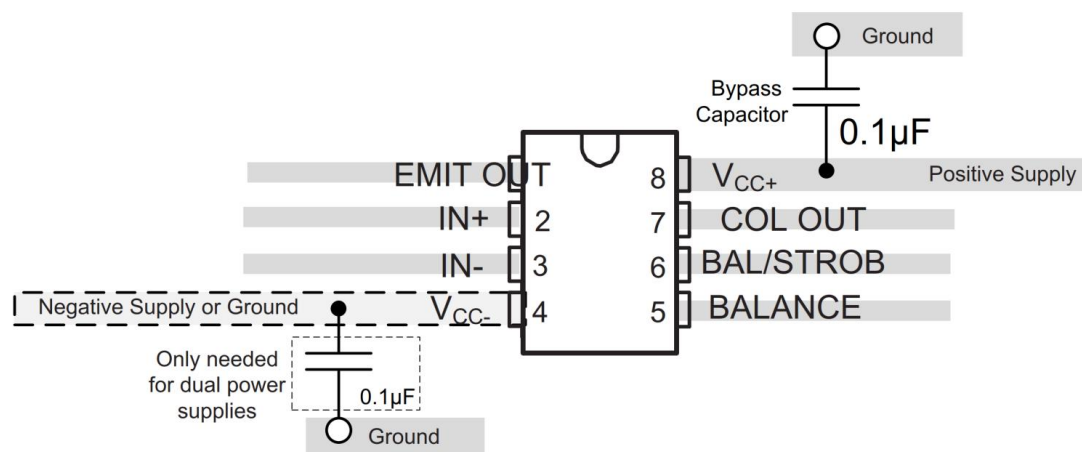 Ground
Bypass
Capacitor
0.1µF
EMIT OUT
8
VCC+
Positive Supply
IN+
2
7
COL OUT
IN-
3
6
BAL/STROB
Negative Supply or Ground
VCC-
4
5
BALANCE
Only needed
for dual power
supplies
0.1µF
Ground